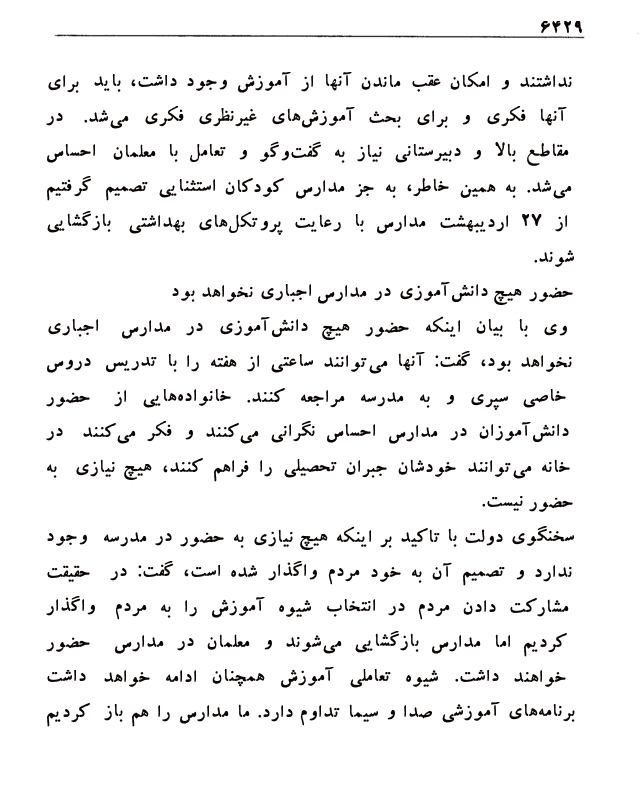 ۶۴۲۹
نداشتند و امکان عقب ماندن آنها از آموزش وجود داشت، باید برای
آنها فکری و برای بحث آموزش‌های غیرنظری فکری می‌شد. در
مقاطع بالا و دبیرستانی نیاز به گفت‌وگو و تعامل با معلمان احساس
می‌شد. به همین خاطر، به جز مدارس کودکان استثنایی تصمیم گرفتیم
از ۲۷ اردیبهشت مدارس با رعایت پروتکل‌های بهداشتی بازگشایی
شوند.
حضور هیچ دانش‌آموزی در مدارس اجباری نخواهد بود
وی با بیان اینکه حضور هیچ دانش‌آموزی در مدارس اجباری
نخواهد بود، گفت: آنها می‌توانند ساعتی از هفته را با تدریس دروس
خاصی سپری و به مدرسه مراجعه کنند. خانواده‌هایی از حضور
دانش‌آموزان در مدارس احساس نگرانی می‌کنند و فکر می‌کنند در
خانه می‌توانند خودشان جبران تحصیلی را فراهم کنند، هیچ نیازی به
حضور نیست.
سخنگوی دولت با تاکید بر اینکه هیچ نیازی به حضور در مدرسه وجود
ندارد و تصمیم آن به خود مردم واگذار شده است، گفت: در حقیقت
مشارکت دادن مردم در انتخاب شیوه آموزش را به مردم واگذار
کردیم اما مدارس بازگشایی می‌شوند و معلمان در مدارس حضور
خواهند داشت. شیوه تعاملی آموزش همچنان ادامه خواهد داشت
برنامه‌های آموزشی صدا و سیما تداوم دارد. ما مدارس را هم باز کردیم